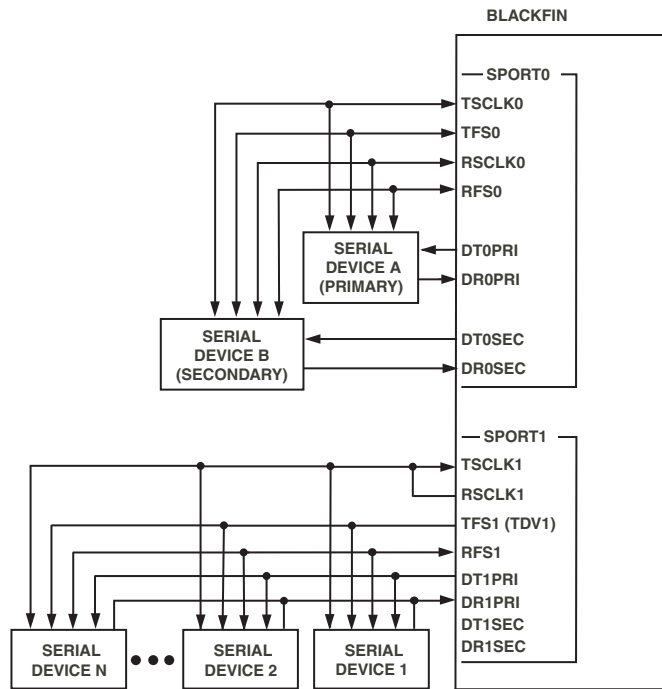 BLACKFIN
SPORT0
TSCLK0
TFS0
RSCLK0
RFS0
SERIAL
DEVICE A
(PRIMARY)
DT0PRI
DR0PRI
SERIAL
DEVICE B
(SECONDARY)
DT0SEC
DR0SEC
SPORT1
TSCLK1
RSCLK1
TFS1 (TDV1)
RFS1
DT1PRI
DR1PRI
DT1SEC
DR1SEC
SERIAL
DEVICE N
SERIAL
DEVICE 2
SERIAL
DEVICE 1